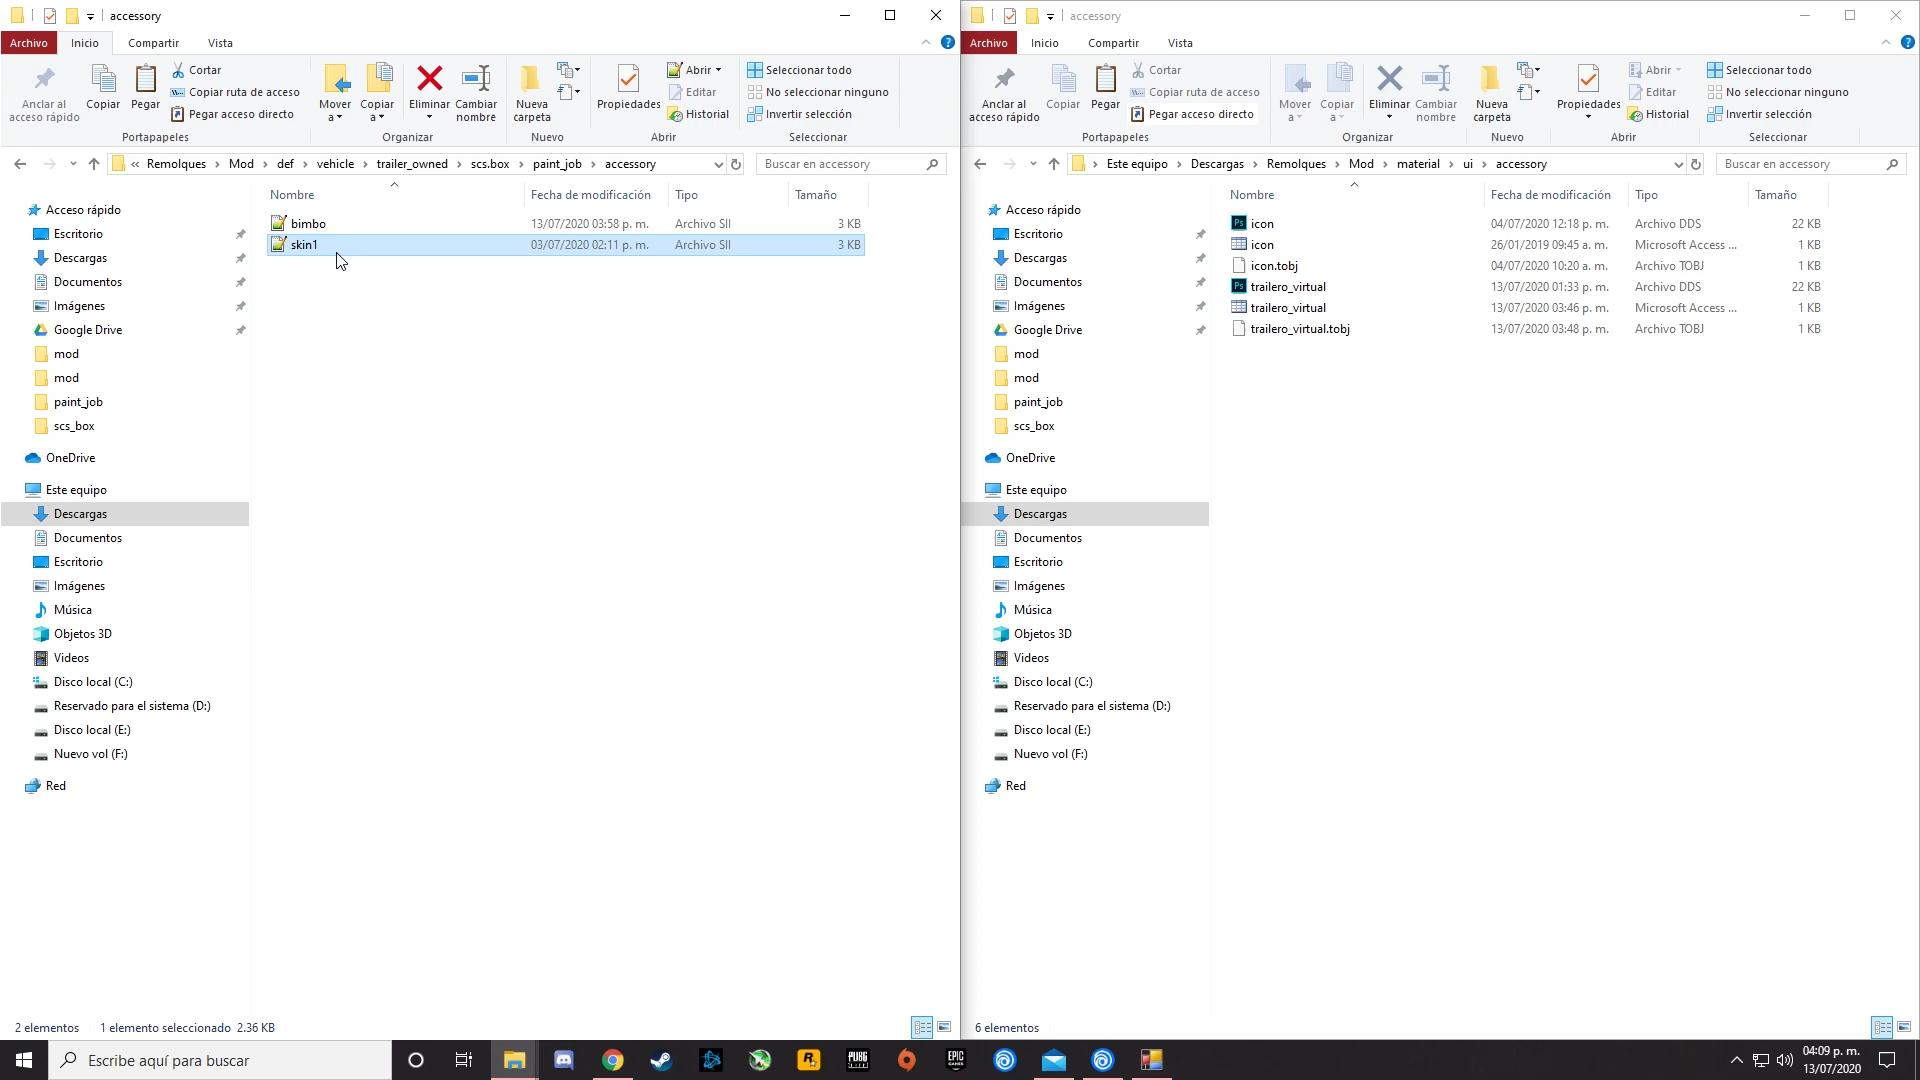 accessory
Archivo Inicio Compartir Vista
Anclar al acceso rápido
Copiar
Pegar
Cortar
Copiar ruta de acceso
Pegar acceso directo
Portapapeles
Mover a
Copiar a
Eliminar
Cambiar nombre
Organizar
Nueva carpeta
Nuevo
Propiedades
Abrir
Editar
Historial
Abrir
Seleccionar todo
No seleccionar ninguno
Invertir selección
Seleccionar
« Remolques > Mod > def > vehicle > trailer_owned > scs.box > paint_job > accessory
Buscar en accessory
Nombre Fecha de modificación Tipo Tamaño
bimbo 13/07/2020 03:58 p. m. Archivo SII 3 KB
skin1 03/07/2020 02:11 p. m. Archivo SII 3 KB
Acceso rápido
Escritorio
Descargas
Documentos
Imágenes
Google Drive
mod
mod
paint_job
scs_box
OneDrive
Este equipo
Descargas
Documentos
Escritorio
Imágenes
Música
Objetos 3D
Videos
Disco local (C:)
Reservado para el sistema (D:)
Disco local (E:)
Nuevo vol (F:)
Red
2 elementos 1 elemento seleccionado 2.36 KB
accessory
Archivo Inicio Compartir Vista
Anclar al acceso rápido
Copiar
Pegar
Cortar
Copiar ruta de acceso
Pegar acceso directo
Portapapeles
Mover a
Copiar a
Eliminar
Cambiar nombre
Organizar
Nueva carpeta
Nuevo
Propiedades
Abrir
Editar
Historial
Abrir
Seleccionar todo
No seleccionar ninguno
Invertir selección
Seleccionar
> Este equipo > Descargas > Remolques > Mod > material > ui > accessory
Buscar en accessory
Nombre Fecha de modificación Tipo Tamaño
icon 04/07/2020 12:18 p. m. Archivo DDS 22 KB
icon 26/01/2019 09:45 a. m. Microsoft Access ... 1 KB
icon.tobj 04/07/2020 10:20 a. m. Archivo TOBJ 1 KB
trailero_virtual 13/07/2020 01:33 p. m. Archivo DDS 22 KB
trailero_virtual 13/07/2020 03:46 p. m. Microsoft Access ... 1 KB
trailero_virtual.tobj 13/07/2020 03:48 p. m. Archivo TOBJ 1 KB
Acceso rápido
Escritorio
Descargas
Documentos
Imágenes
Google Drive
mod
mod
paint_job
scs_box
OneDrive
Este equipo
Descargas
Documentos
Escritorio
Imágenes
Música
Objetos 3D
Videos
Disco local (C:)
Reservado para el sistema (D:)
Disco local (E:)
Nuevo vol (F:)
Red
6 elementos
Escribe aquí para buscar
PUBG
EPIC GAMES
04:09 p. m.
13/07/2020